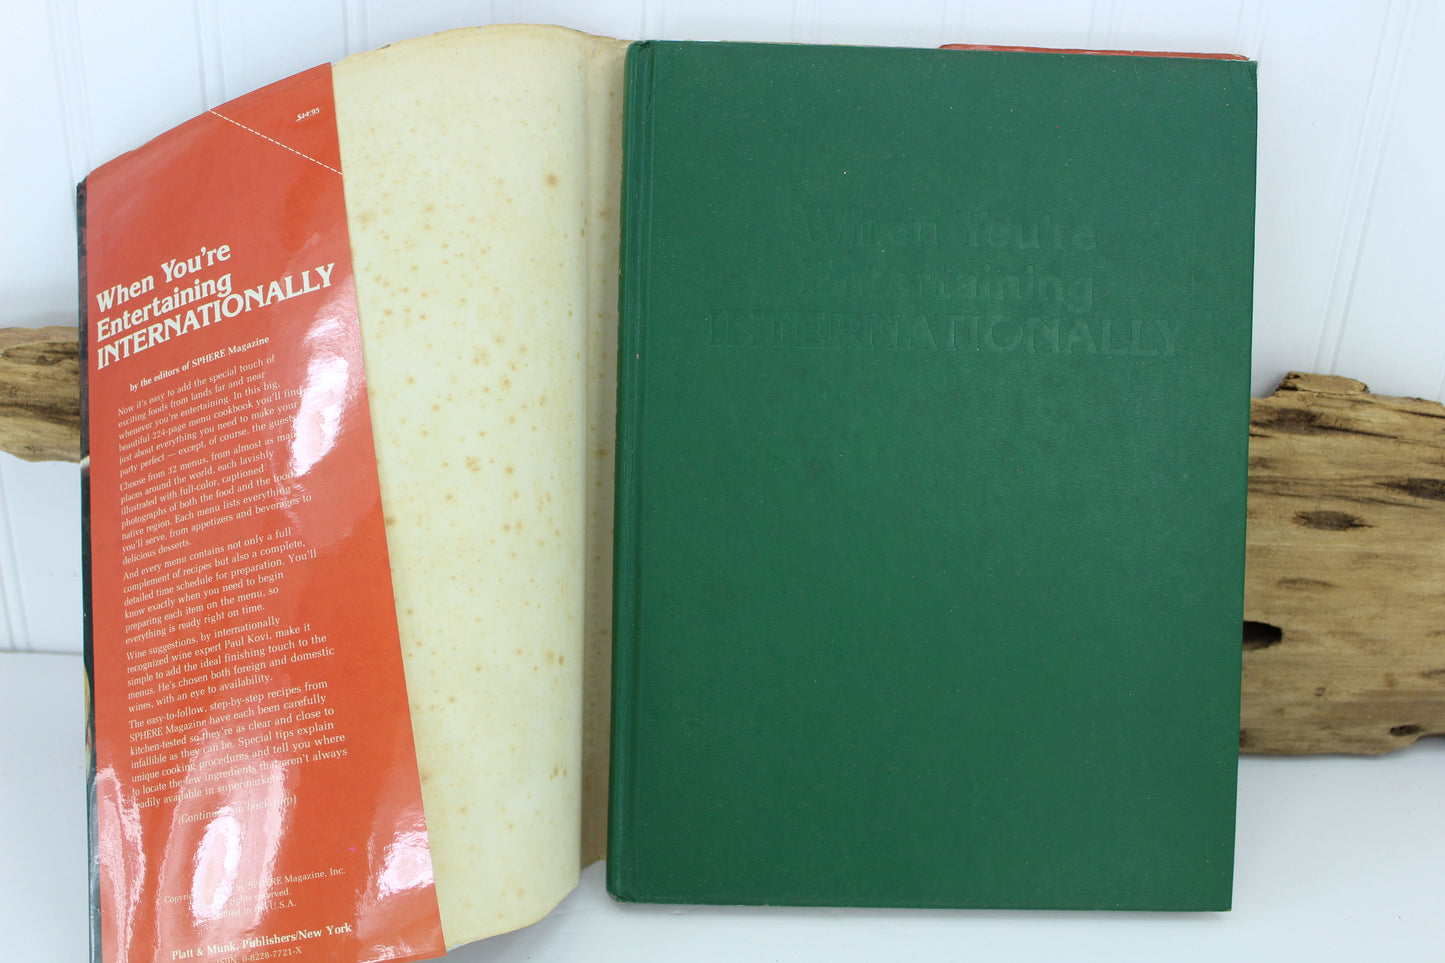 $14.95
When You're
Entertaining
INTERNATIONALLY
by the editors of SPHERE Magazine
Now it's easy to add the special touch of
exciting foods from lands far and near
whenever you're entertaining. In this big,
beautiful 224-page menu cookbook you'll find
just about everything you need to make your
party perfect — except, of course, the guests
Choose from 32 menus, from almost as
places around the world, each lavishly
illustrated with full-color, captioned
photographs of both the food and the
native region. Each menu lists everything
you'll serve, from appetizers and beverages to
delicious desserts.
And every menu contains not only a full
complement of recipes but also a complete,
detailed time schedule for preparation. You'll
know exactly when you need to begin
preparing each item on the menu, so
everything is ready right on time.
Wine suggestions, by internationally
recognized wine expert Paul Kovi, make it
simple to add the ideal finishing touch to the
menus. He's chosen both foreign and domestic
wines, with an eye to availability.
The easy-to-follow, step-by-step recipes from
SPHERE Magazine have each been carefully
kitchen-tested so they're as clear and close to
infallible as they can be. Special tips explain
unique cooking procedures and tell you where
to locate the few ingredients that aren't always
readily available in supermarkets.
(Continued on back flap)
by SPHERE Magazine, Inc.
rights reserved.
in U.S.A.
Platt & Munk, Publishers/New York
ISBN: 0-8228-7721-X
When You're
Entertaining
INTERNATIONALLY